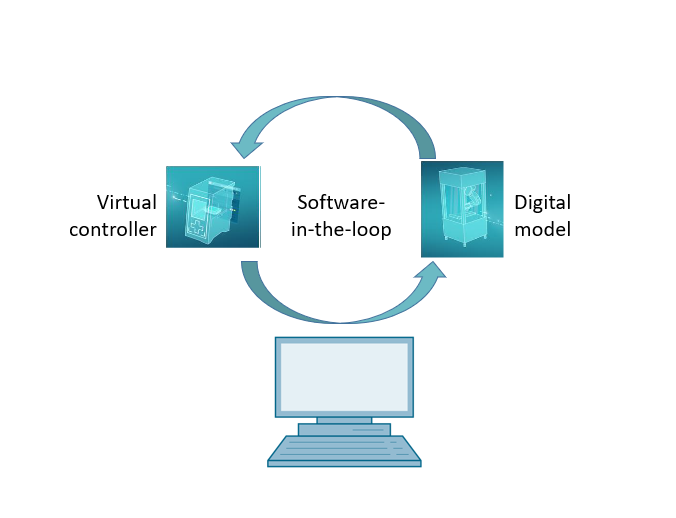 Virtual
controller
Software-
in-the-loop
Digital
model